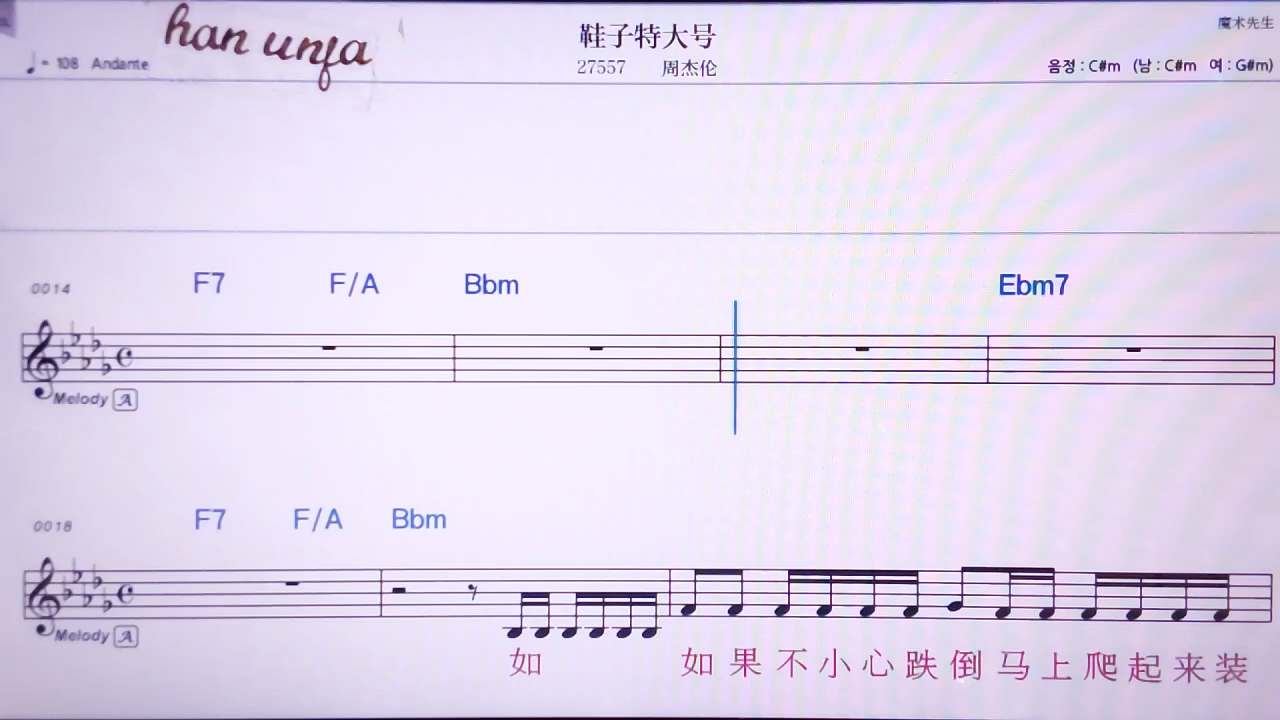 han unfa
鞋子特大号
魔术先生
♩= 108 Andante
27557 周杰伦
음정 : C#m (남 : C#m 여 : G#m)
0014 F7 F/A Bbm Ebm7
Melody A
0018 F7 F/A Bbm
Melody A
如 如果不小心跌倒马上爬起来装